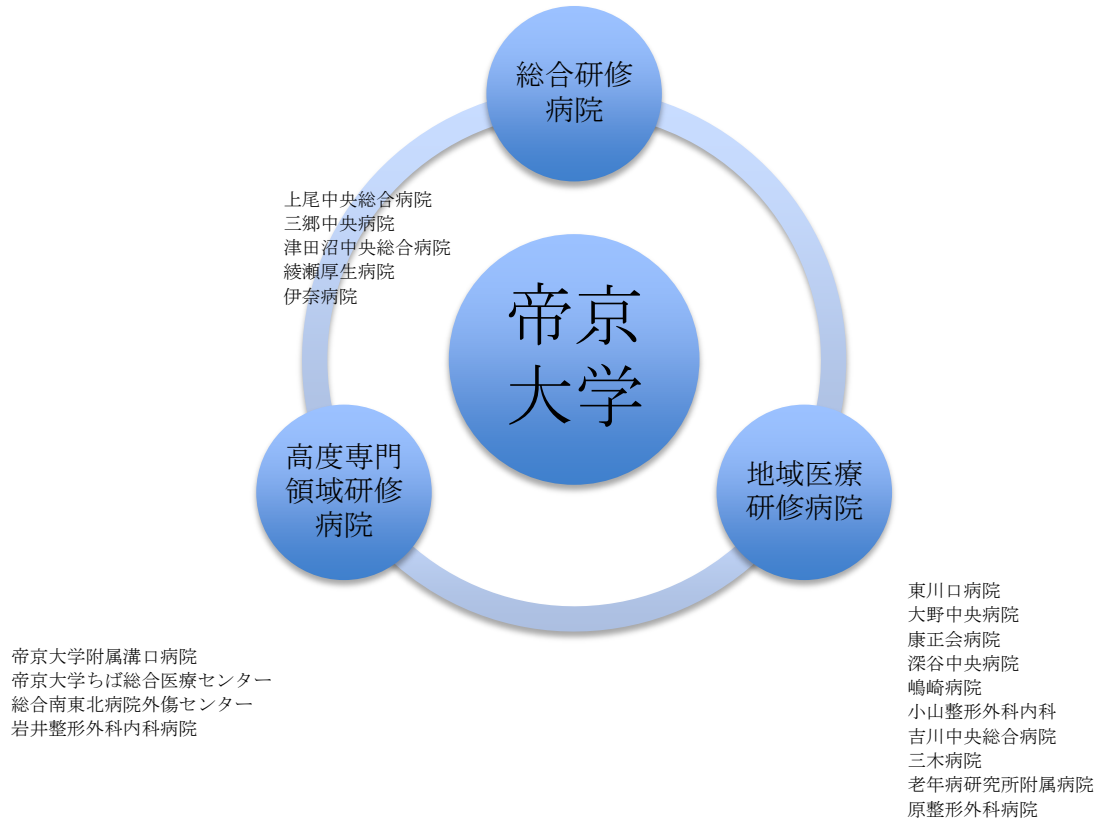 総合研修
病院
上尾中央総合病院
三郷中央病院
津田沼中央総合病院
綾瀬厚生病院
伊奈病院
帝京
大学
高度専門
領域研修
病院
地域医療
研修病院
帝京大学附属溝口病院
帝京大学ちば総合医療センター
総合南東北病院外傷センター
岩井整形外科内科病院
東川口病院
大野中央病院
康正会病院
深谷中央病院
嶋崎病院
小山整形外科内科
吉川中央総合病院
三木病院
老年病研究所附属病院
原整形外科病院